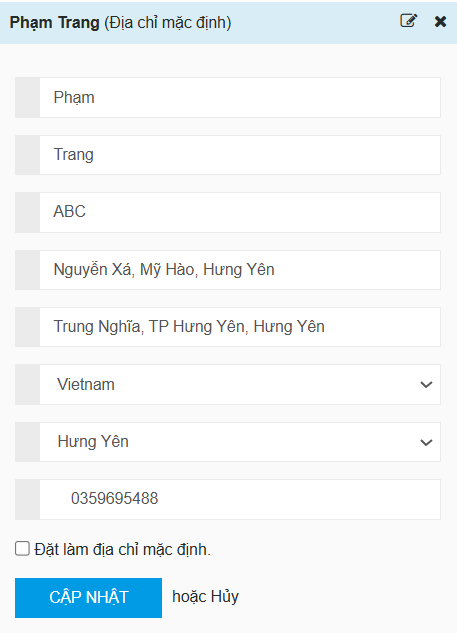 Phạm Trang (Địa chỉ mặc định)
Phạm
Trang
ABC
Nguyễn Xá, Mỹ Hào, Hưng Yên
Trung Nghĩa, TP Hưng Yên, Hưng Yên
Vietnam
Hưng Yên
0359695488
Đặt làm địa chỉ mặc định.
CẬP NHẬT hoặc Hủy